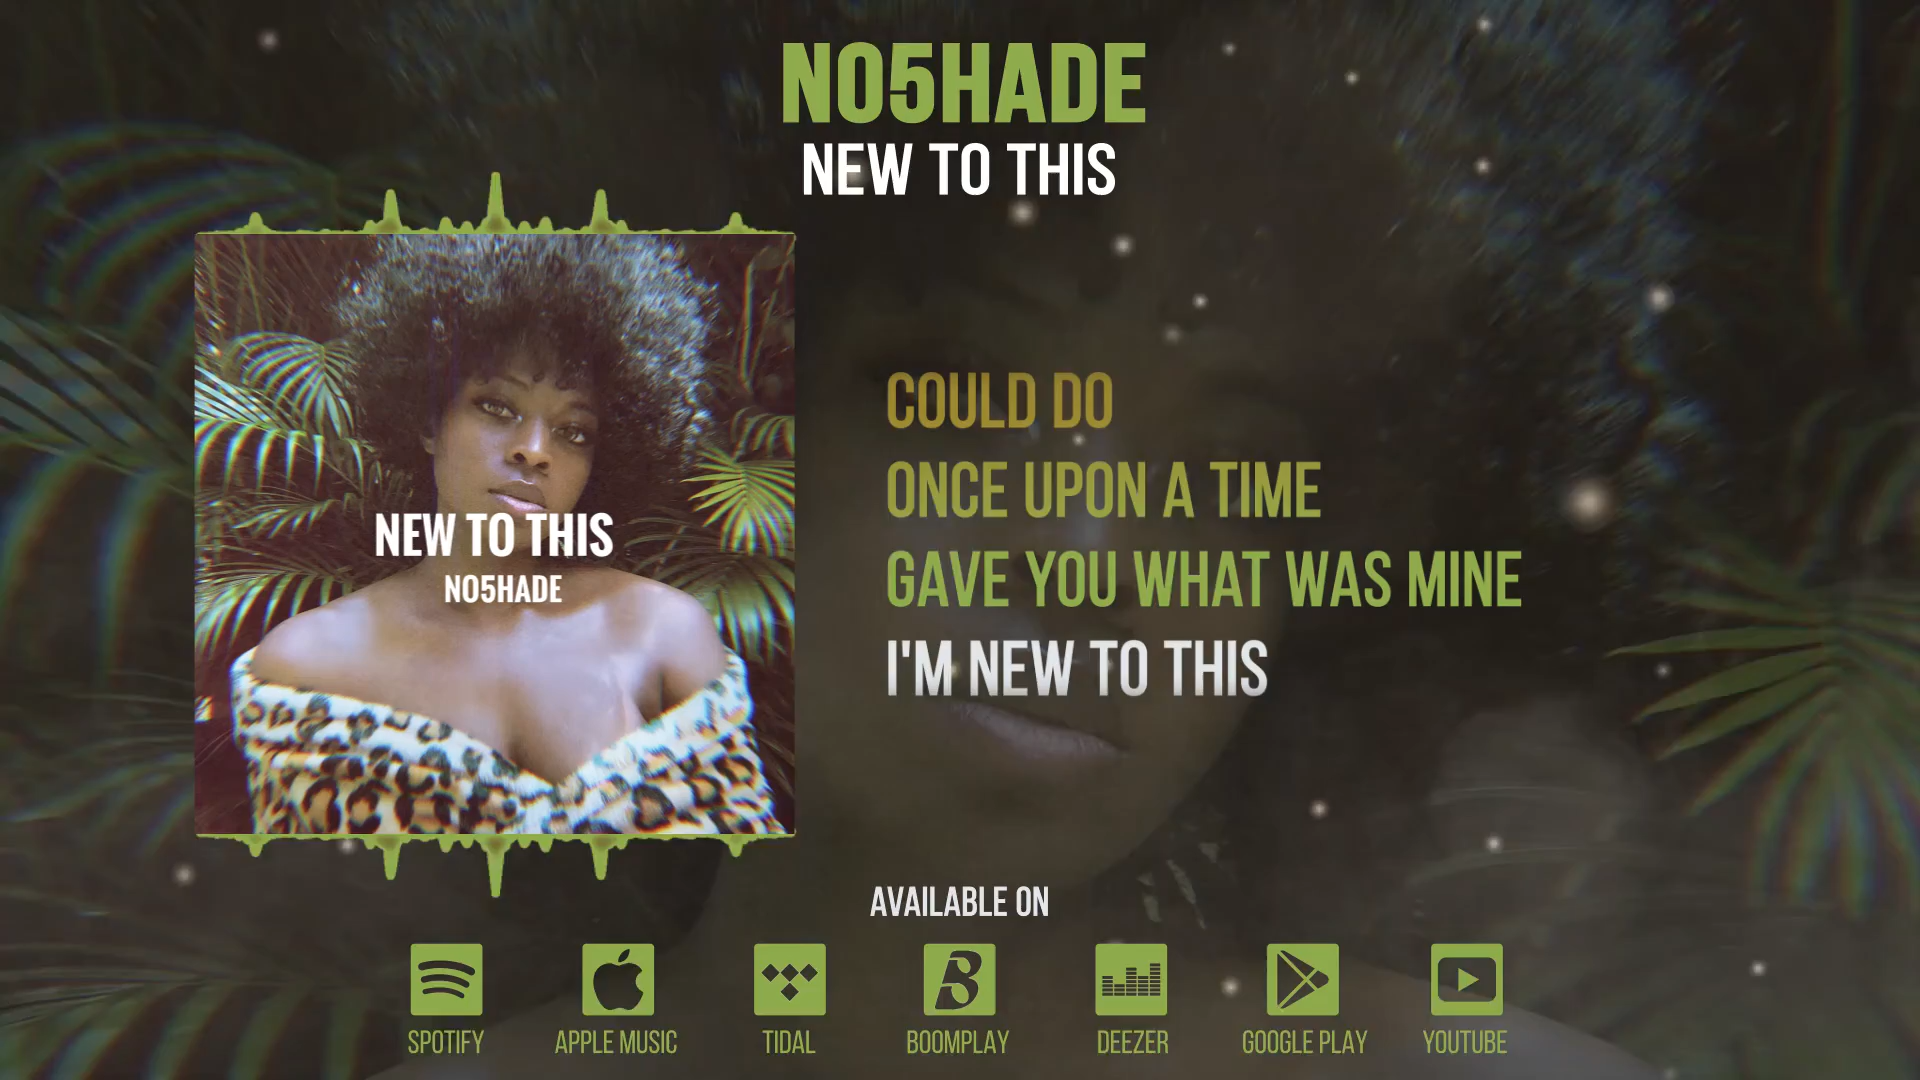 NO5HADE
NEW TO THIS
NEW TO THIS
NO5HADE
COULD DO
ONCE UPON A TIME
GAVE YOU WHAT WAS MINE
I'M NEW TO THIS
AVAILABLE ON
SPOTIFY APPLE MUSIC TIDAL BOOMPLAY DEEZER GOOGLE PLAY YOUTUBE